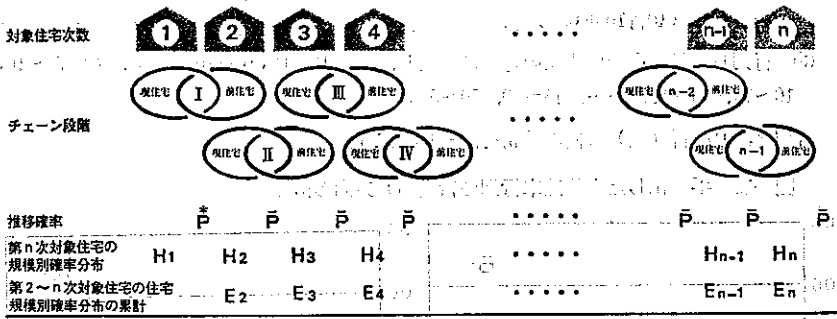 対象住宅次数 1 2 3 4 ・・・・・ n-1 n
現住宅 I 前住宅 現住宅 III 前住宅 現住宅 n-2 前住宅
チェーン段階 ・・・・・
現住宅 II 前住宅 現住宅 IV 前住宅 現住宅 n-1 前住宅
推移確率 P* P̄ P̄ P̄ ・・・・・ P̄ P̄ P̄
第n次対象住宅の
規模別確率分布 H1 H2 H3 H4 ・・・・・ Hn-1 Hn
第2〜n次対象住宅の住宅
規模別確率分布の累計 E2 E3 E4 ・・・・・ En-1 En